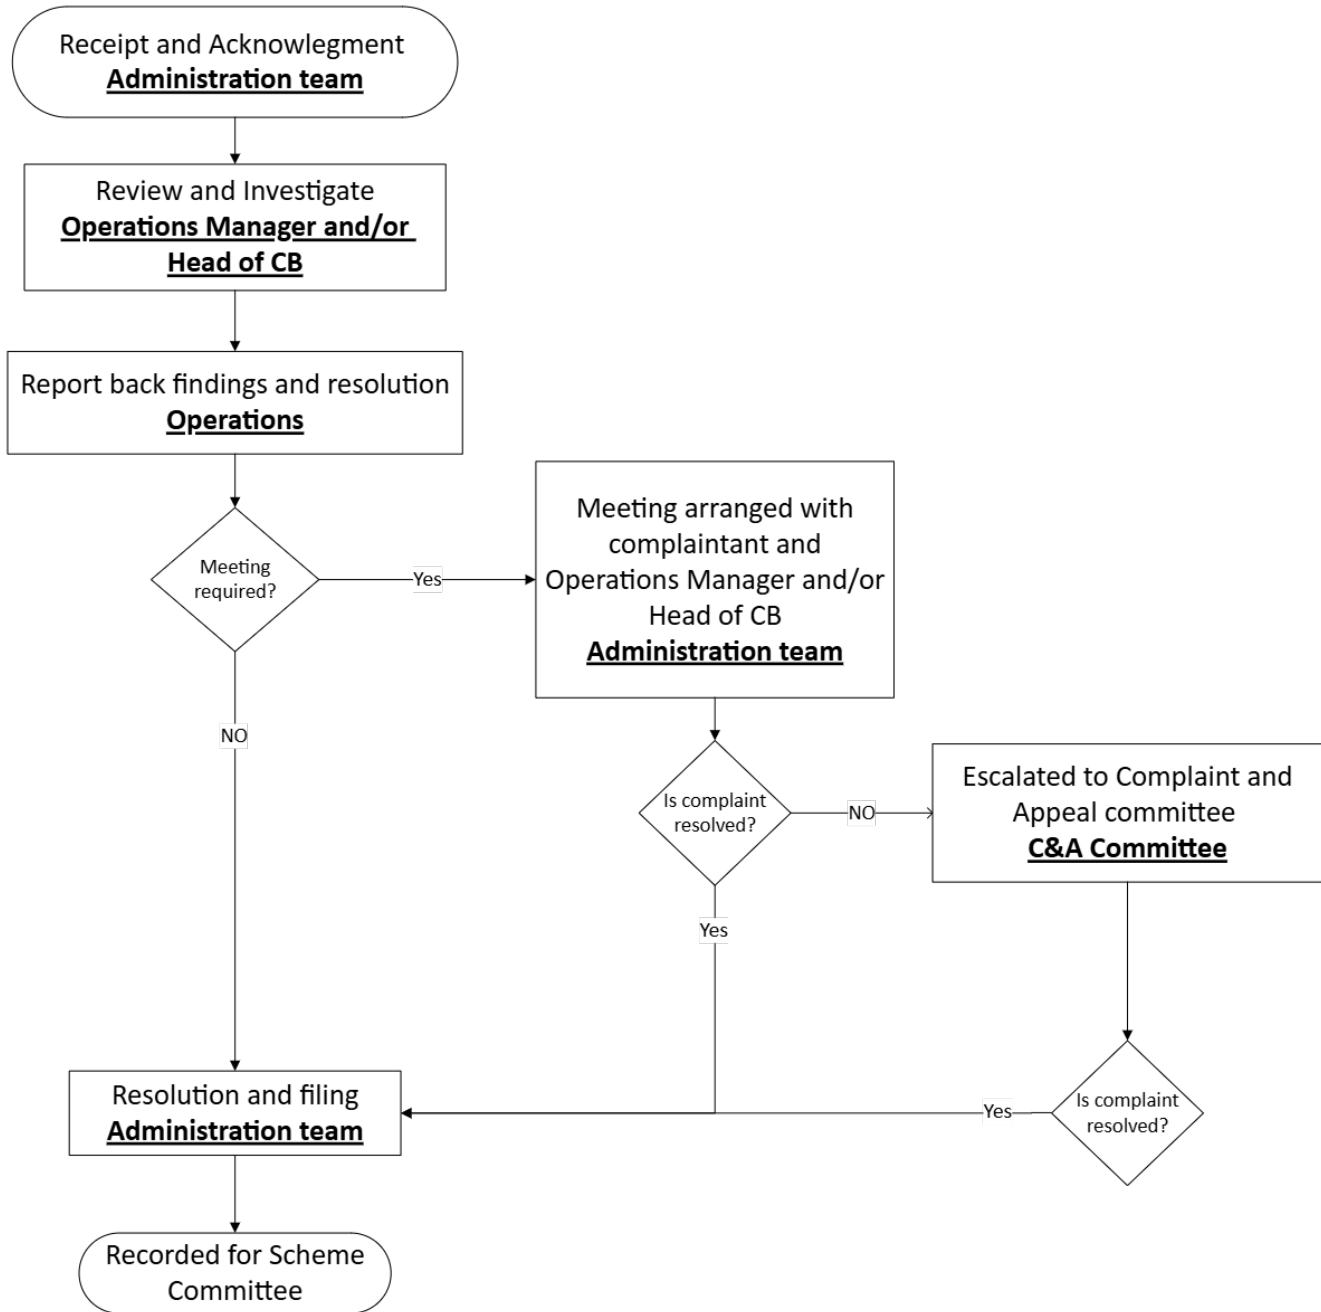 Receipt and Acknowlegment
Administration team
Review and Investigate
Operations Manager and/or
Head of CB
Report back findings and resolution
Operations
Meeting
required?
Yes
Meeting arranged with
complaintant and
Operations Manager and/or
Head of CB
Administration team
NO
Is complaint
resolved?
NO
Escalated to Complaint and
Appeal committee
C&A Committee
Yes
Is complaint
resolved?
Yes
Resolution and filing
Administration team
Recorded for Scheme
Committee